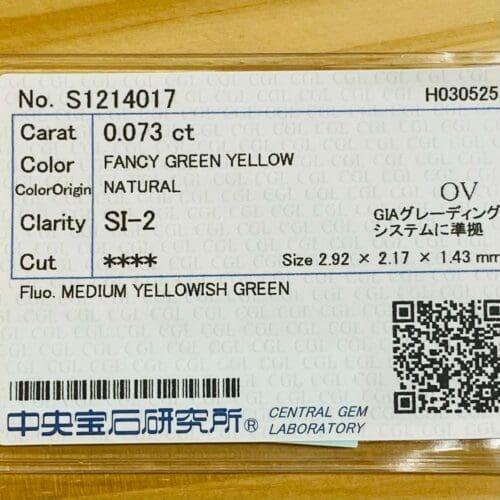 No. S1214017 H030525
Carat 0.073 ct
Color FANCY GREEN YELLOW
ColorOrigin NATURAL
OV
Clarity SI-2
GIAグレーディング
システムに準拠
Cut **** Size 2.92 × 2.17 × 1.43 mm
Fluo. MEDIUM YELLOWISH GREEN
中央宝石研究所® CENTRAL GEM
LABORATORY